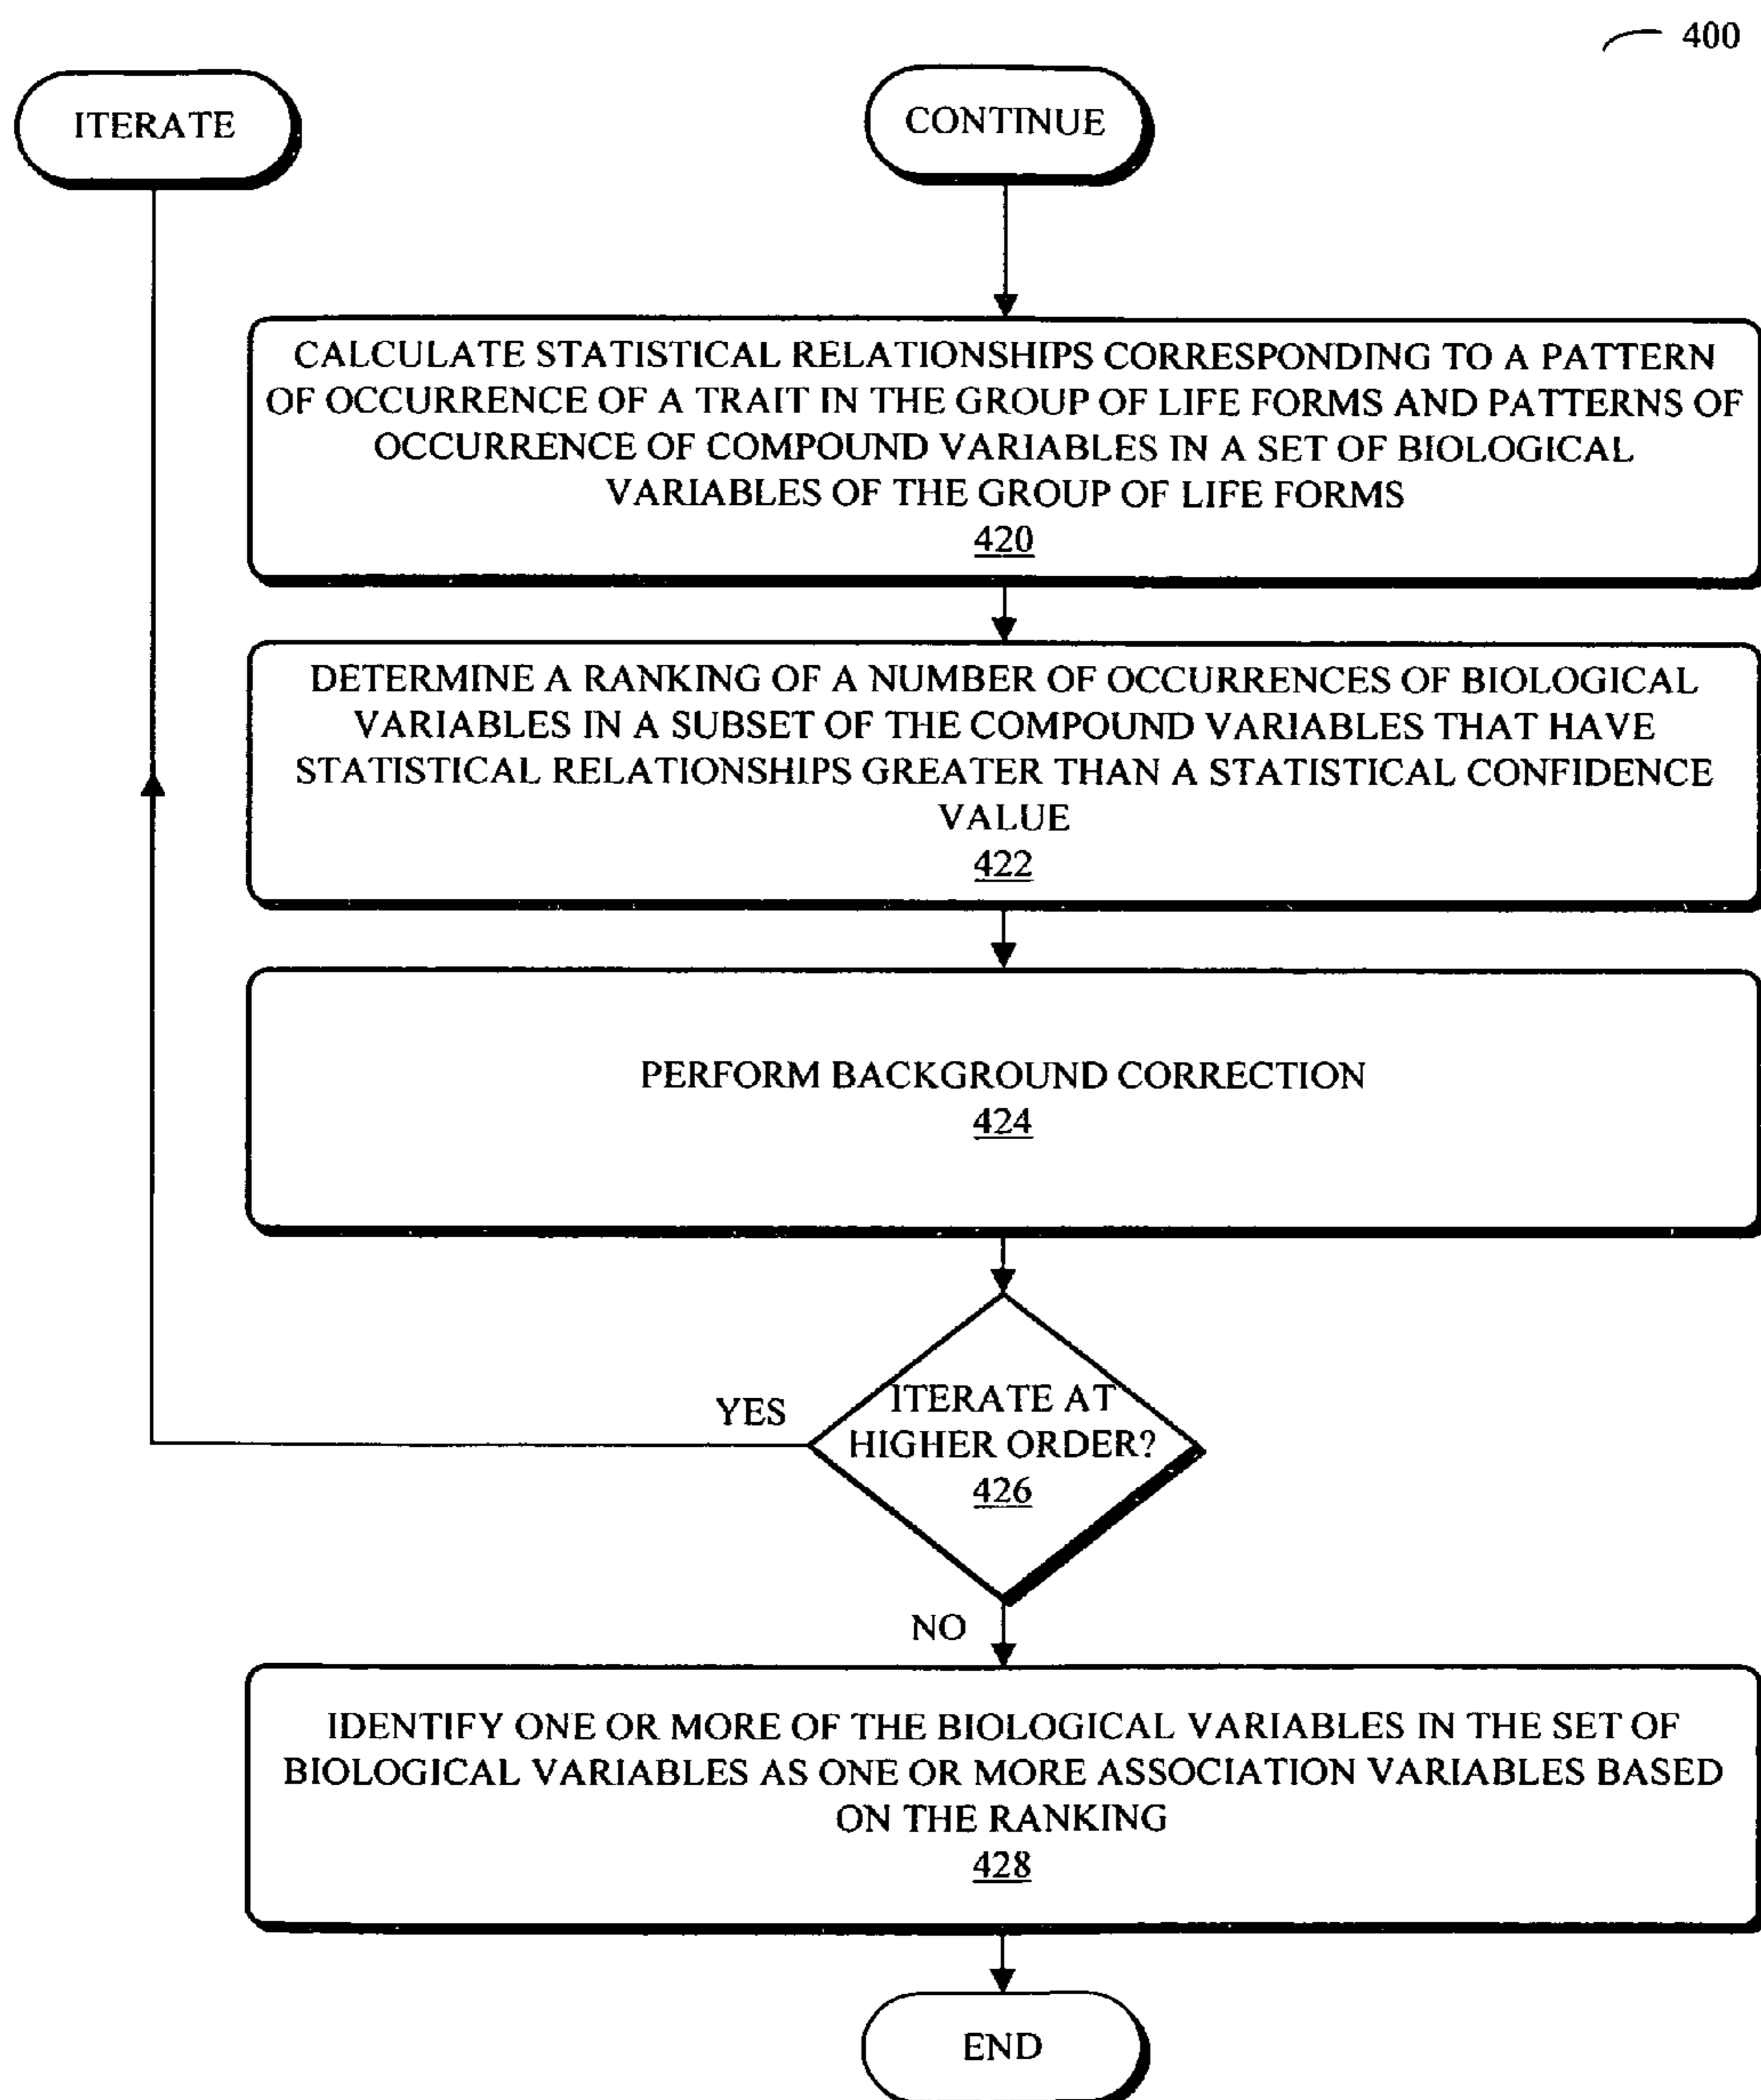 400
ITERATE
CONTINUE
CALCULATE STATISTICAL RELATIONSHIPS CORRESPONDING TO A PATTERN
OF OCCURRENCE OF A TRAIT IN THE GROUP OF LIFE FORMS AND PATTERNS OF
OCCURRENCE OF COMPOUND VARIABLES IN A SET OF BIOLOGICAL
VARIABLES OF THE GROUP OF LIFE FORMS
420
DETERMINE A RANKING OF A NUMBER OF OCCURRENCES OF BIOLOGICAL
VARIABLES IN A SUBSET OF THE COMPOUND VARIABLES THAT HAVE
STATISTICAL RELATIONSHIPS GREATER THAN A STATISTICAL CONFIDENCE
VALUE
422
PERFORM BACKGROUND CORRECTION
424
YES
ITERATE AT
HIGHER ORDER?
426
NO
IDENTIFY ONE OR MORE OF THE BIOLOGICAL VARIABLES IN THE SET OF
BIOLOGICAL VARIABLES AS ONE OR MORE ASSOCIATION VARIABLES BASED
ON THE RANKING
428
END